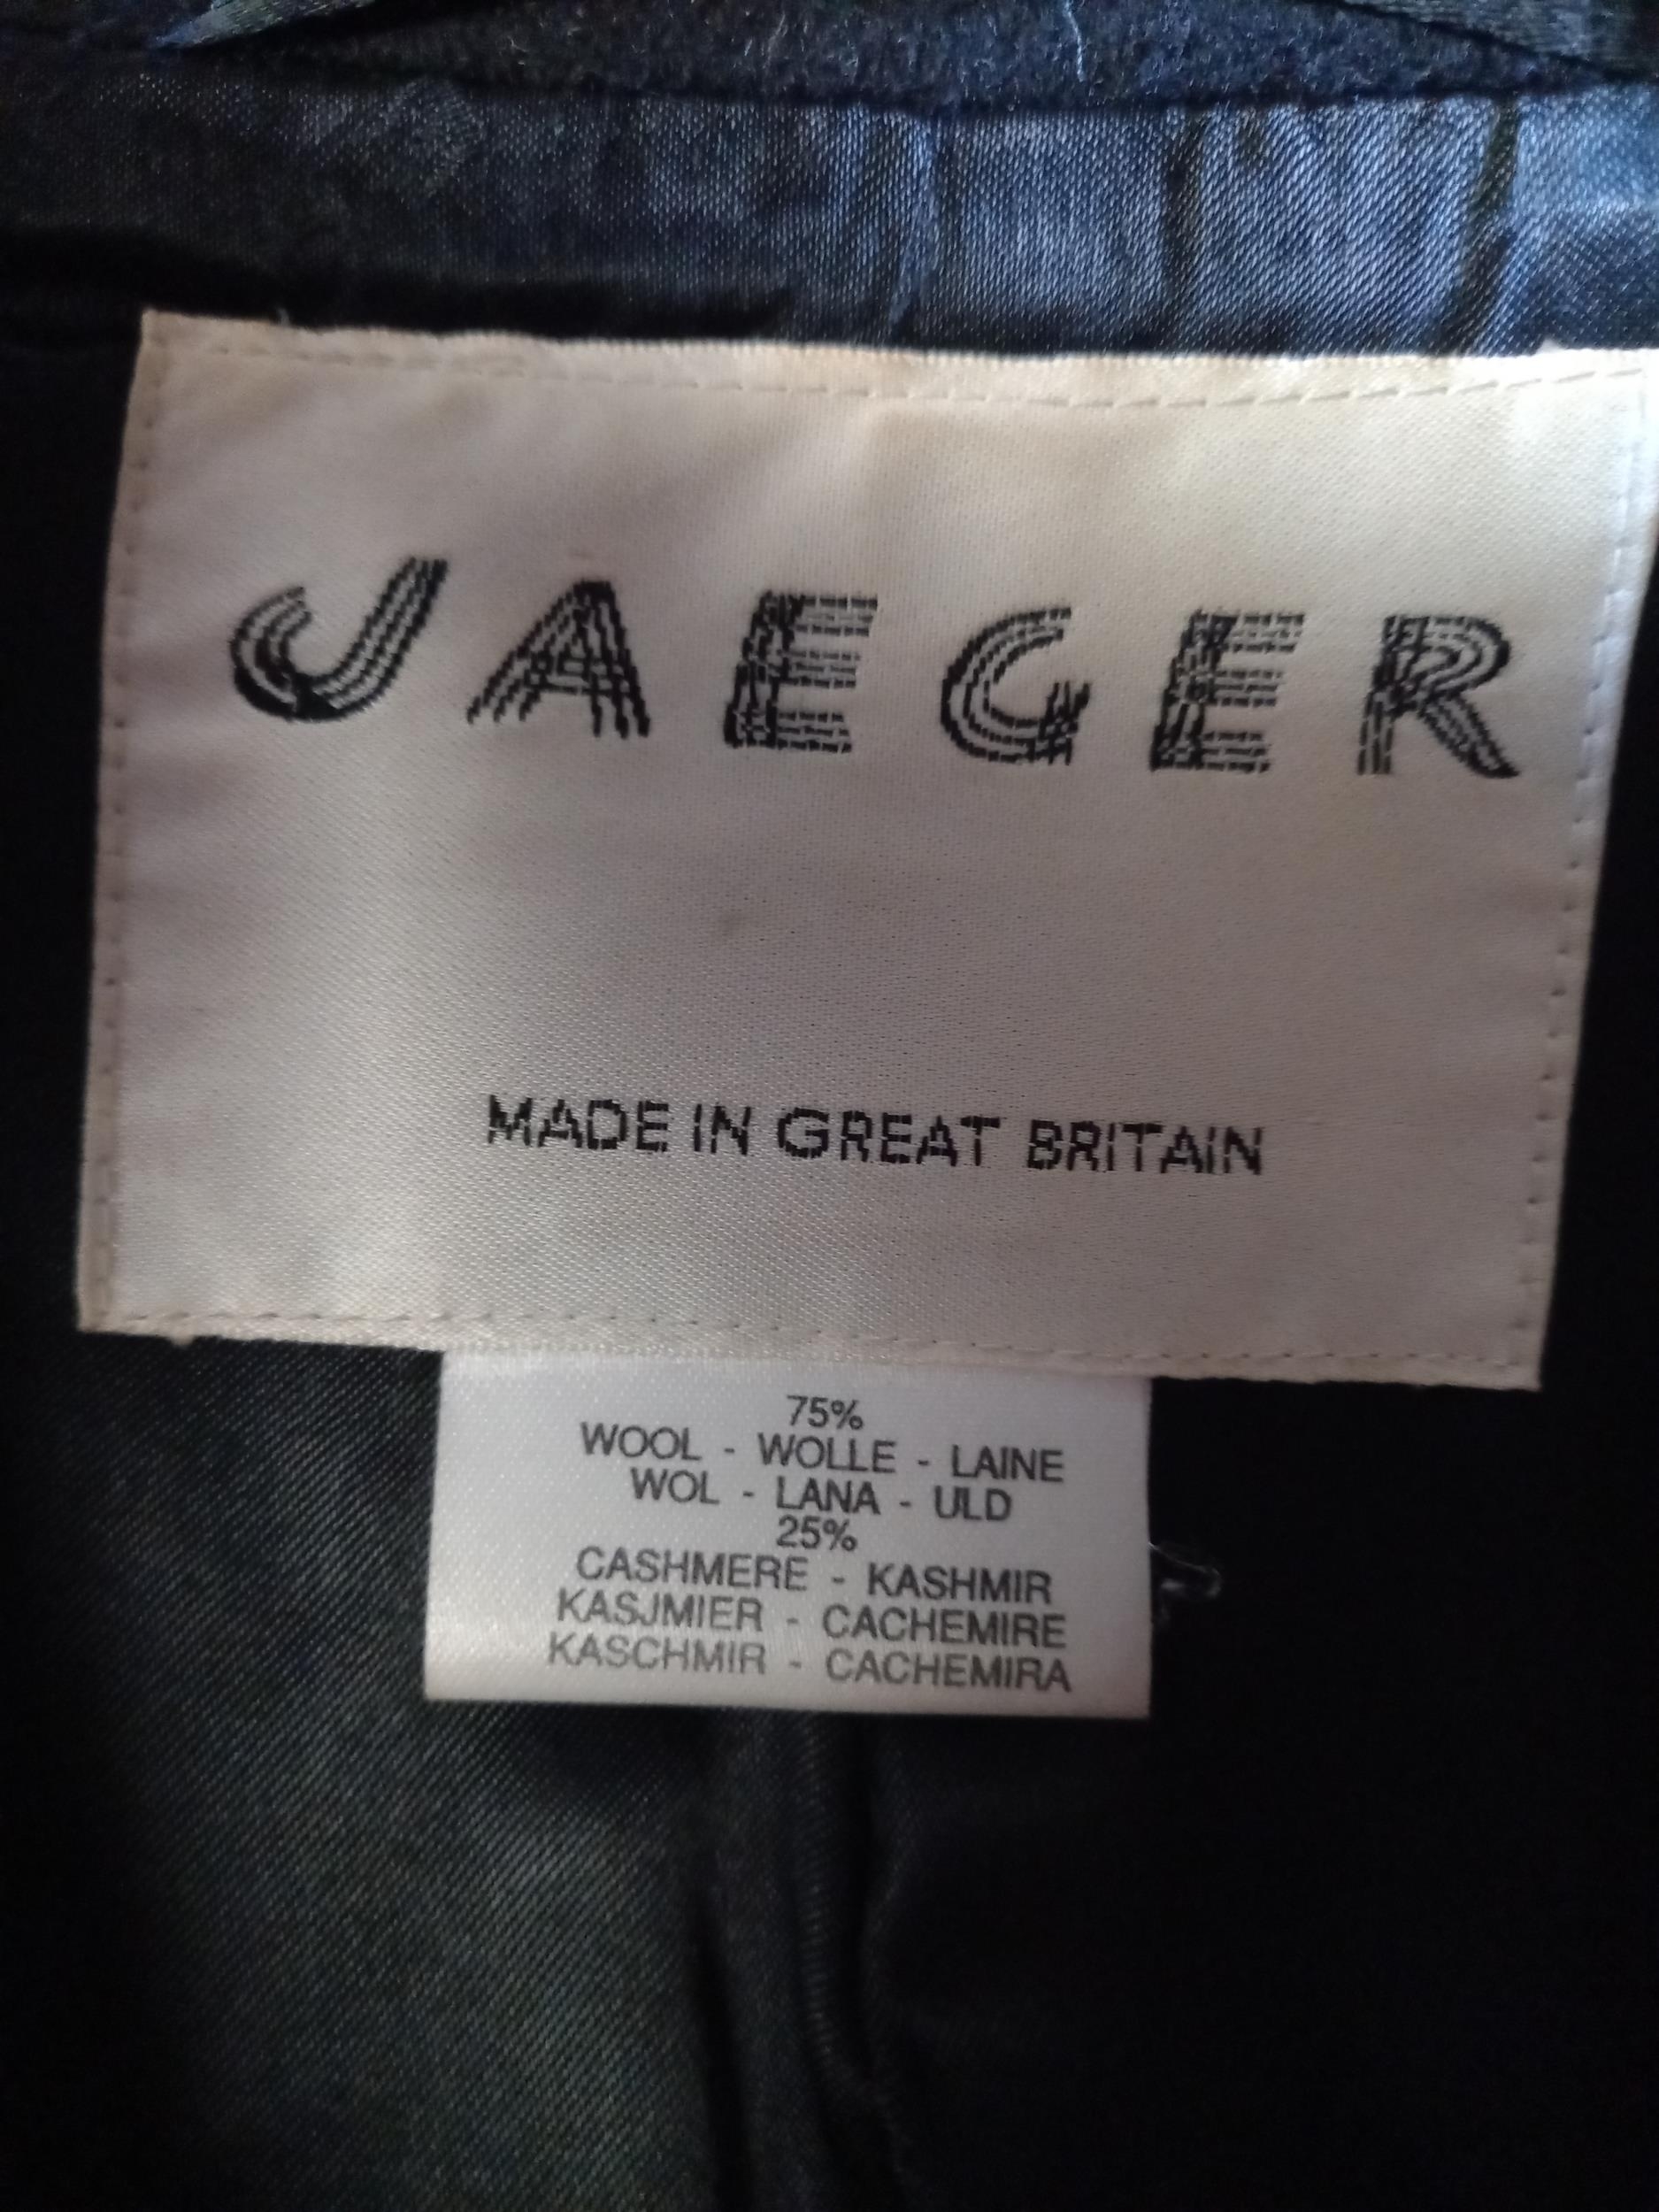 JAEGER
MADE IN GREAT BRITAIN
75%
WOOL - WOLLE - LAINE
WOL - LANA - ULD
25%
CASHMERE - KASHMIR
KASJMIER - CACHEMIRE
KASCHMIR - CACHEMIRA